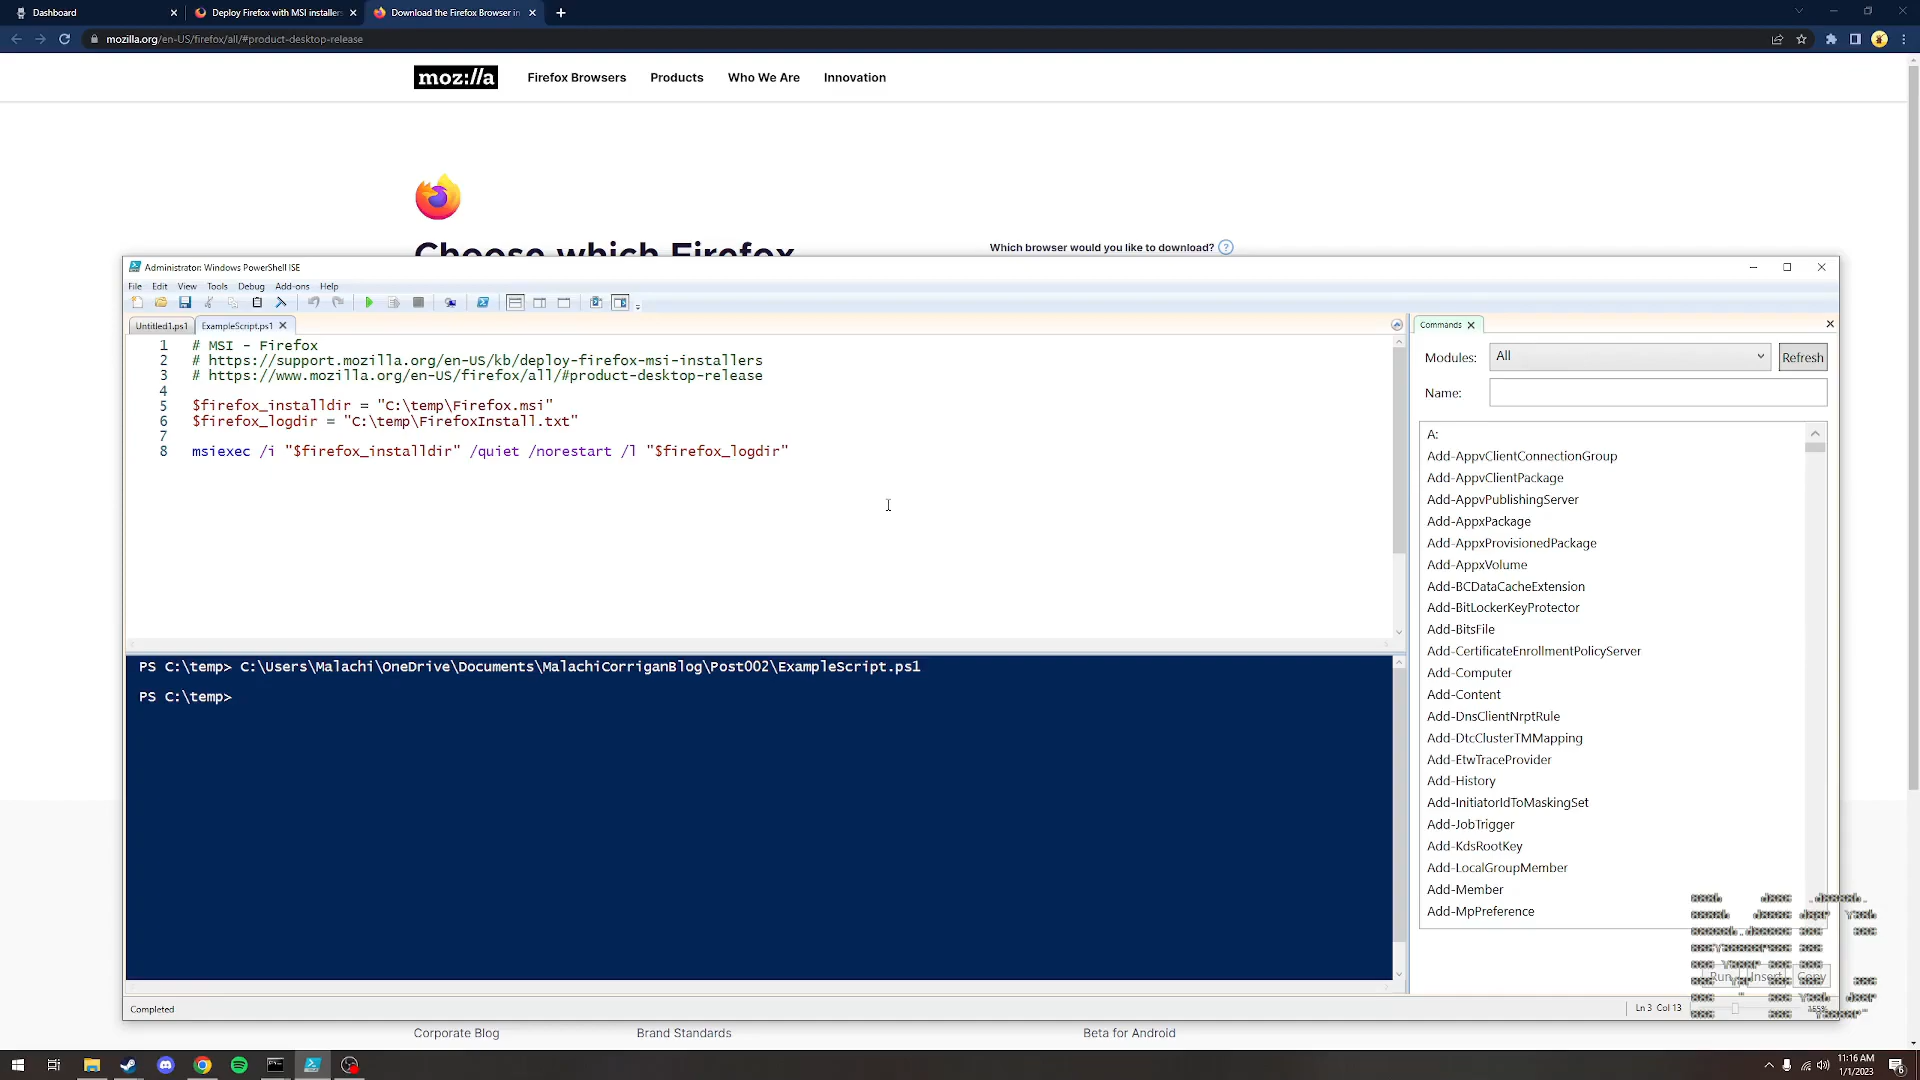 Dashboard
Deploy Firefox with MSI installers
Download the Firefox Browser in
mozilla.org/en-US/firefox/all/#product-desktop-release
moz://a
Firefox Browsers
Products
Who We Are
Innovation
Choose which Firefox
Which browser would you like to download? ?
Administrator: Windows PowerShell ISE
File Edit View Tools Debug Add-ons Help
Untitled1.ps1
ExampleScript.ps1
1 # MSI - Firefox
2 # https://support.mozilla.org/en-US/kb/deploy-firefox-msi-installers
3 # https://www.mozilla.org/en-US/firefox/all/#product-desktop-release
4
5 $firefox_installdir = "C:\temp\Firefox.msi"
6 $firefox_logdir = "C:\temp\FirefoxInstall.txt"
7
8 msiexec /i "$firefox_installdir" /quiet /norestart /l "$firefox_logdir"
PS C:\temp> C:\Users\Malachi\OneDrive\Documents\MalachiCorriganBlog\Post002\ExampleScript.ps1
PS C:\temp>
Commands
Modules: All Refresh
Name:
A:
Add-AppvClientConnectionGroup
Add-AppvClientPackage
Add-AppvPublishingServer
Add-AppxPackage
Add-AppxProvisionedPackage
Add-AppxVolume
Add-BCDataCacheExtension
Add-BitLockerKeyProtector
Add-BitsFile
Add-CertificateEnrollmentPolicyServer
Add-Computer
Add-Content
Add-DnsClientNrptRule
Add-DtcClusterTMMapping
Add-EtwTraceProvider
Add-History
Add-InitiatorIdToMaskingSet
Add-JobTrigger
Add-KdsRootKey
Add-LocalGroupMember
Add-Member
Add-MpPreference
Run Insert Copy
Completed
Ln 3 Col 13
Corporate Blog
Brand Standards
Beta for Android
11:16 AM
1/1/2023